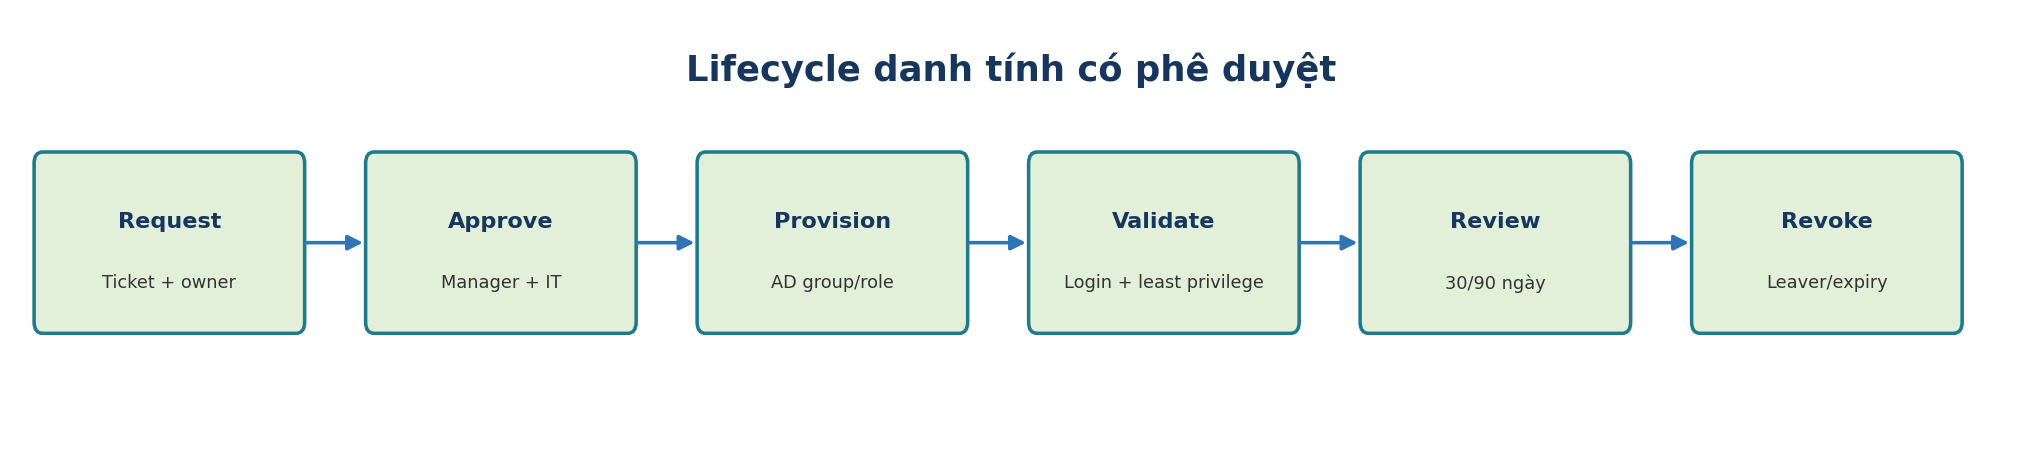 Lifecycle danh tính có phê duyệt
Request
Ticket + owner
Approve
Manager + IT
Provision
AD group/role
Validate
Login + least privilege
Review
30/90 ngày
Revoke
Leaver/expiry